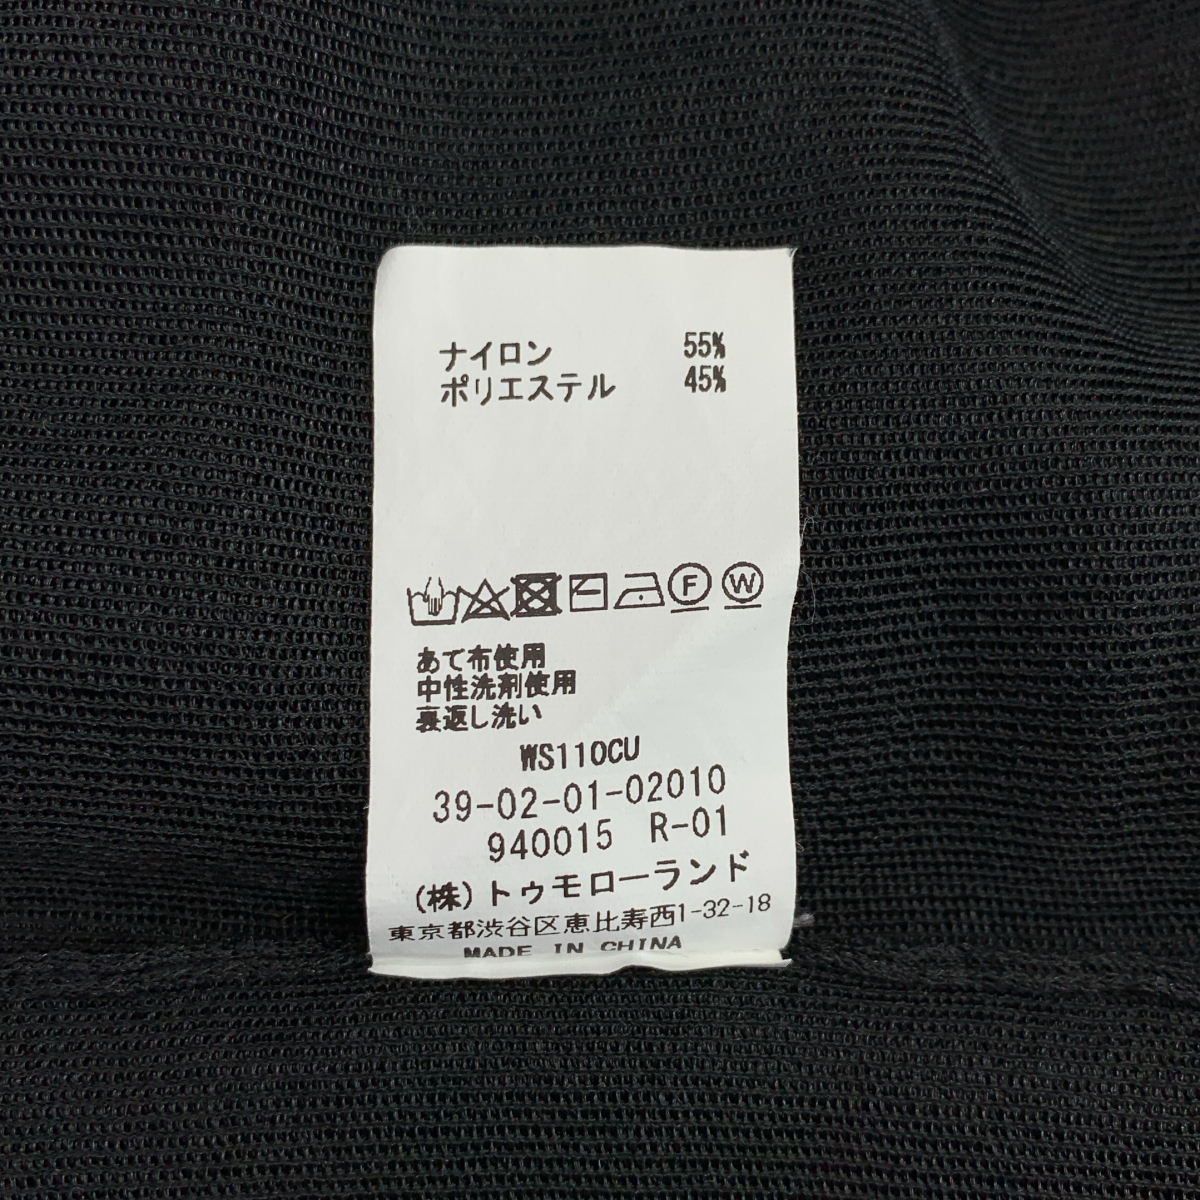 ナイロン 55%
ポリエステル 45%
F W
あて布使用
中性洗剤使用
裏返し洗い
WS110CU
39-02-01-02010
940015 R-01
(株)トゥモローランド
東京都渋谷区恵比寿西1-32-18
MADE IN CHINA